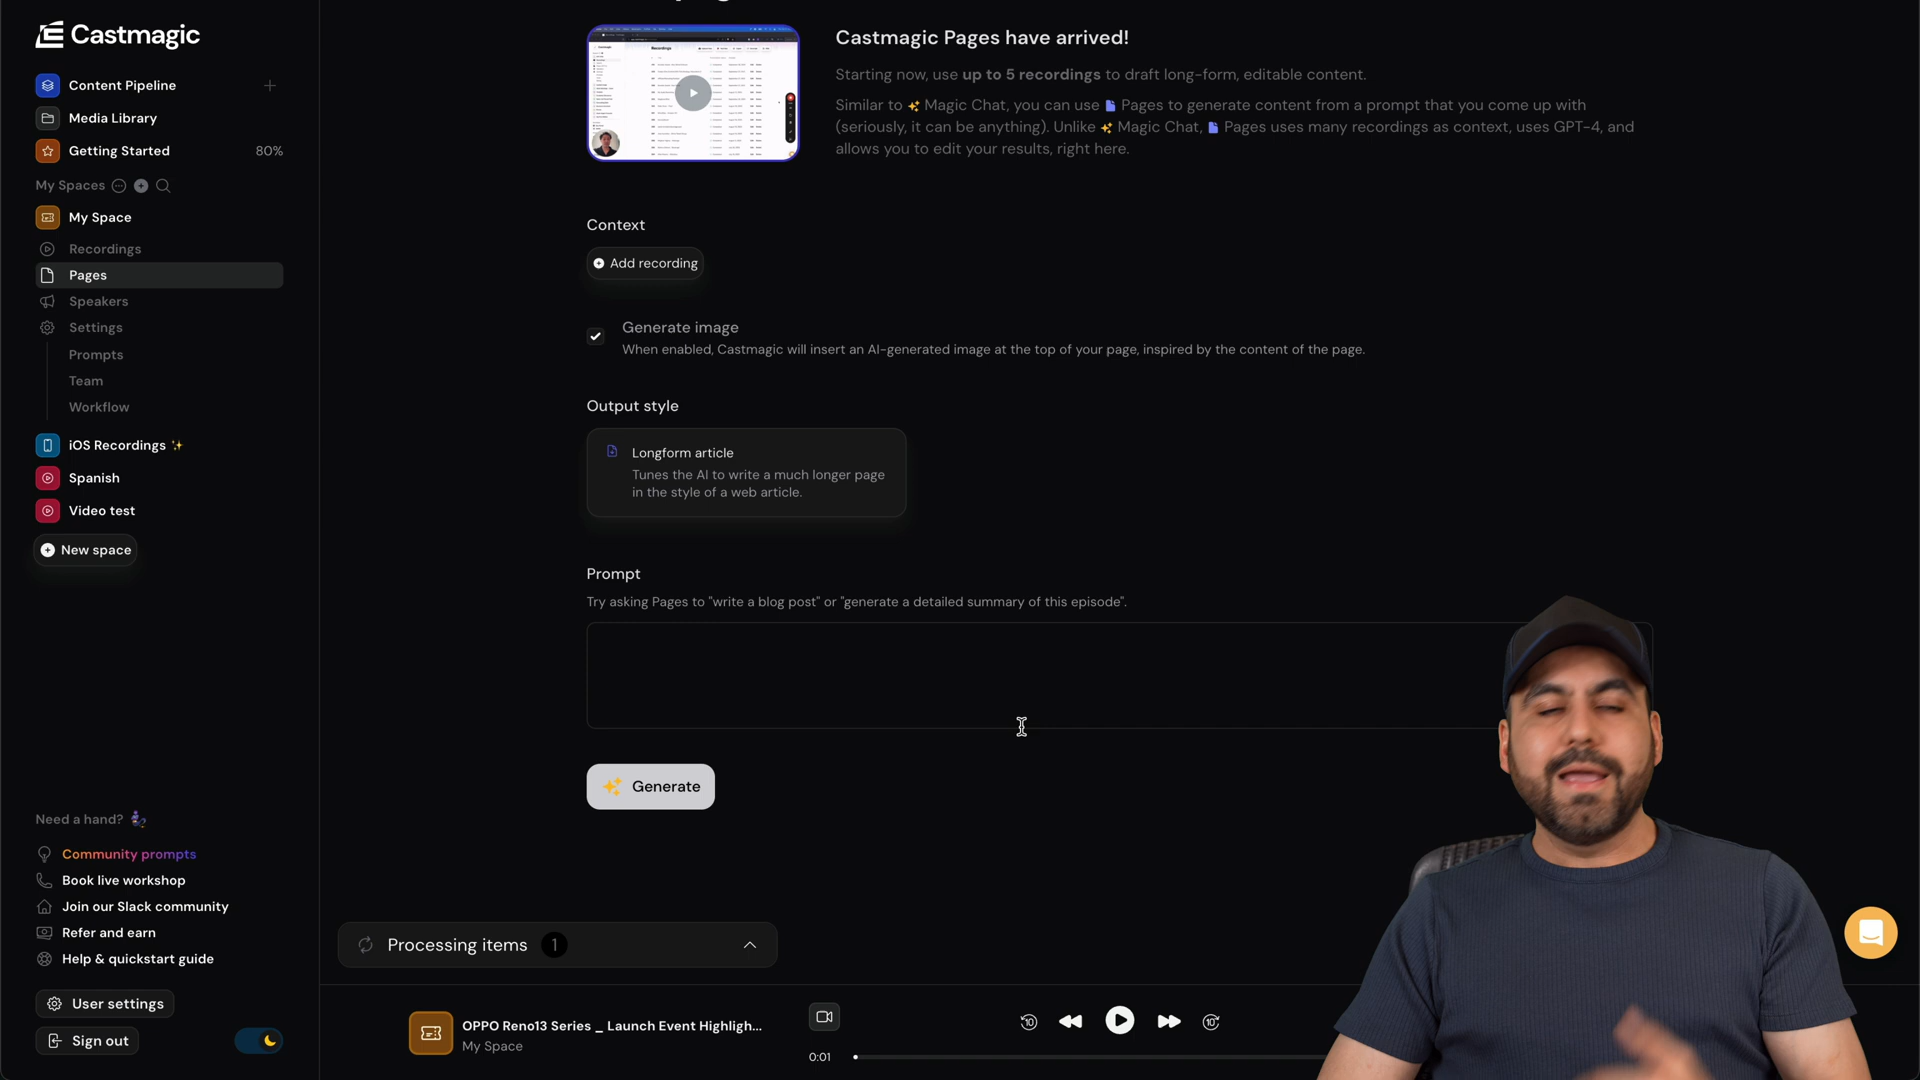 Castmagic
Content Pipeline
Media Library
Getting Started 80%
My Spaces
My Space
Recordings
Pages
Speakers
Settings
Prompts
Team
Workflow
iOS Recordings
Spanish
Video test
New space
Need a hand?
Community prompts
Book live workshop
Join our Slack community
Refer and earn
Help & quickstart guide
User settings
Sign out
Castmagic Pages have arrived!
Starting now, use up to 5 recordings to draft long-form, editable content.
Similar to Magic Chat, you can use Pages to generate content from a prompt that you come up with
(seriously, it can be anything). Unlike Magic Chat, Pages uses many recordings as context, uses GPT-4, and
allows you to edit your results, right here.
Context
Add recording
Generate image
When enabled, Castmagic will insert an AI-generated image at the top of your page, inspired by the content of the page.
Output style
Longform article
Tunes the AI to write a much longer page
in the style of a web article.
Prompt
Try asking Pages to "write a blog post" or "generate a detailed summary of this episode".
Generate
Processing items 1
OPPO Reno13 Series _ Launch Event Highligh...
My Space
0:01
10
10